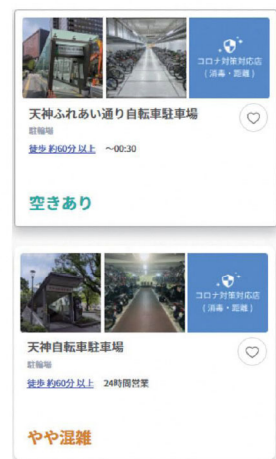 コロナ対策対応店
(消毒・距離)
天神ふれあい通り自転車駐車場
駐輪場
徒歩 約60分 以上 ～00:30
空きあり
コロナ対策対応店
(消毒・距離)
天神自転車駐車場
駐輪場
徒歩 約60分 以上 24時間営業
やや混雑